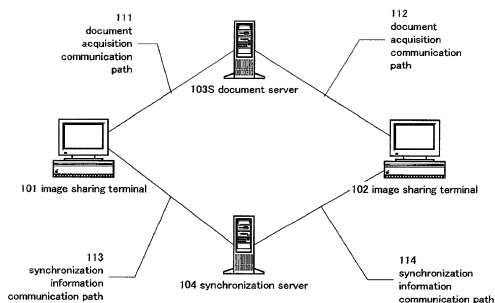 111
document
acquisition
communication
path
112
document
acquisition
communication
path
103S document server
101 image sharing terminal
102 image sharing terminal
113
synchronization
information
communication path
104 synchronization server
114
synchronization
information
communication path